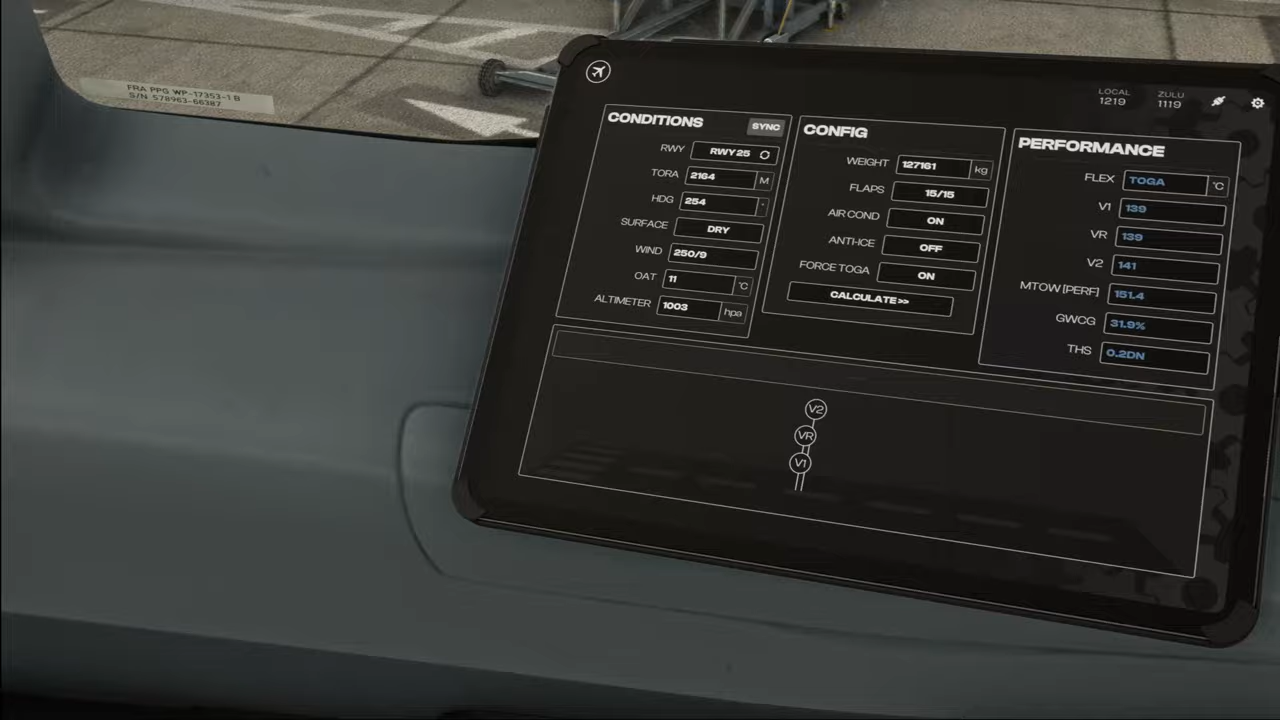 FRA PPG WP-17353-1 B
S/N 578963-66387
LOCAL
1219
ZULU
1119
CONDITIONS
SYNC
RWY RWY 25
TORA 2164 M
HDG 254 °
SURFACE DRY
WIND 250/9
OAT 11 °C
ALTIMETER 1003 hpa
CONFIG
WEIGHT 127161 kg
FLAPS 15/15
AIR COND ON
ANTI-ICE OFF
FORCE TOGA ON
CALCULATE >>
PERFORMANCE
FLEX TOGA °C
V1 139
VR 139
V2 141
MTOW [PERF] 151.4
GWCG 31.9%
THS 0.2DN
V2
VR
V1